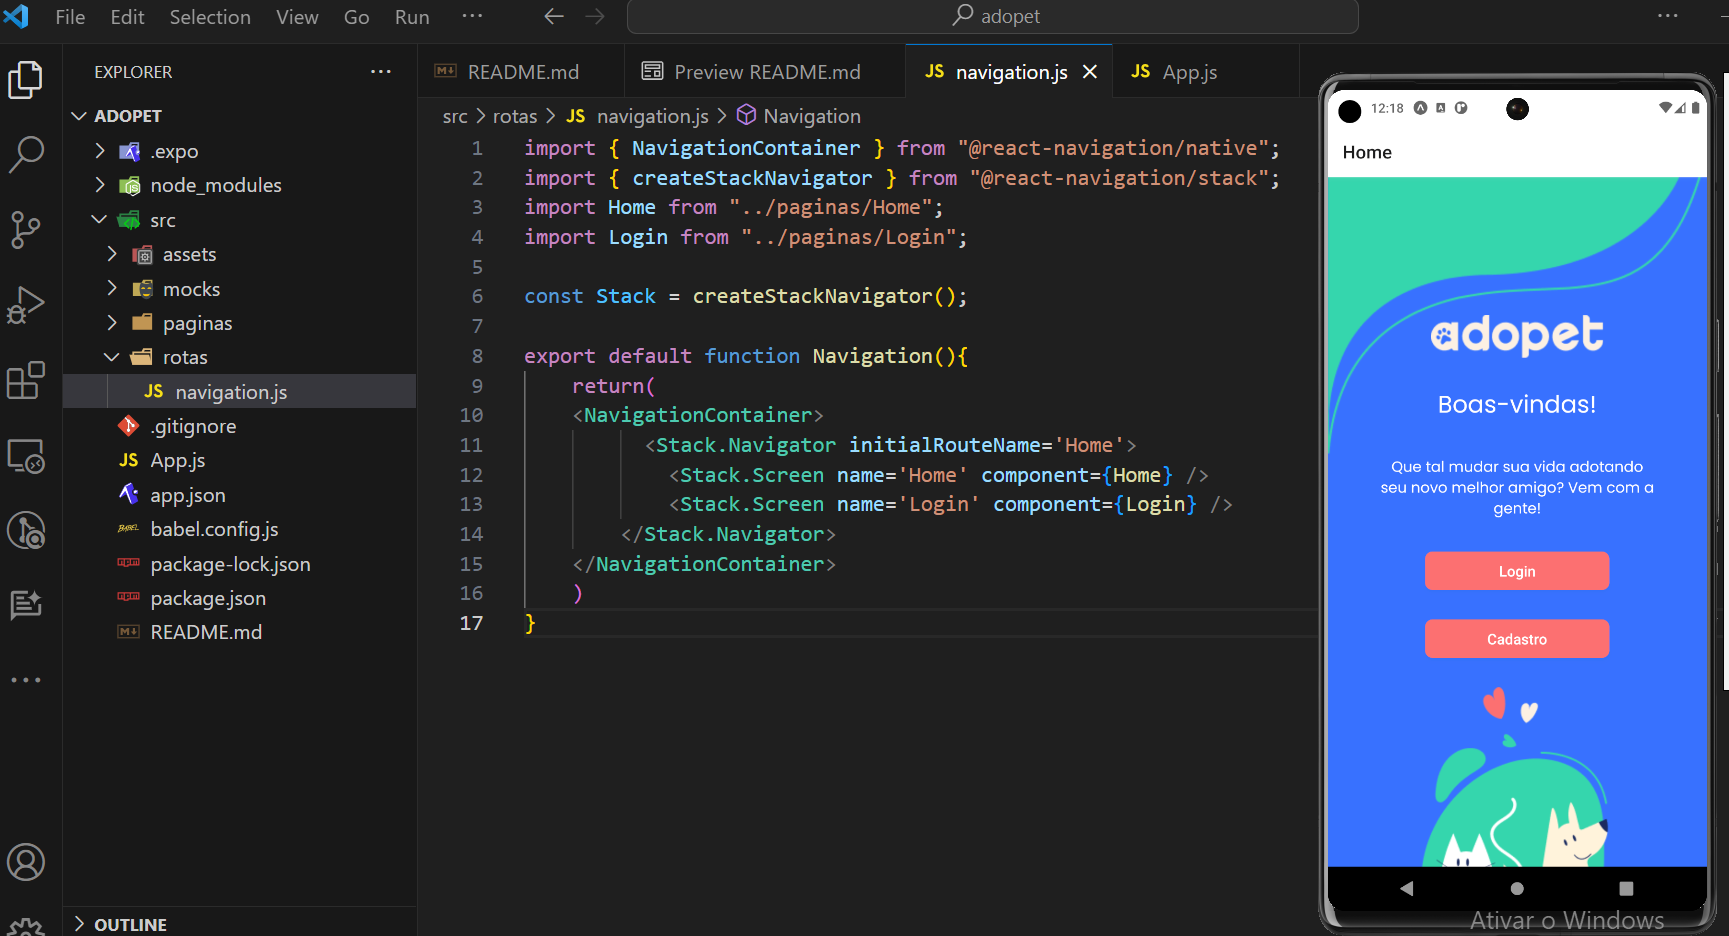 File Edit Selection View Go Run ···
adopet
EXPLORER
ADOPET
.expo
node_modules
src
assets
mocks
paginas
rotas
JS navigation.js
.gitignore
JS App.js
app.json
BABEL babel.config.js
npm package-lock.json
npm package.json
README.md
OUTLINE
README.md
Preview README.md
JS navigation.js
JS App.js
src > rotas > JS navigation.js > Navigation
1 import { NavigationContainer } from "@react-navigation/native";
2 import { createStackNavigator } from "@react-navigation/stack";
3 import Home from "../paginas/Home";
4 import Login from "../paginas/Login";
5
6 const Stack = createStackNavigator();
7
8 export default function Navigation(){
9 return(
10 <NavigationContainer>
11 <Stack.Navigator initialRouteName='Home'>
12 <Stack.Screen name='Home' component={Home} />
13 <Stack.Screen name='Login' component={Login} />
14 </Stack.Navigator>
15 </NavigationContainer>
16 )
17 }
12:18
Home
adopet
Boas-vindas!
Que tal mudar sua vida adotando
seu novo melhor amigo? Vem com a
gente!
Login
Cadastro
Ativar o Windows